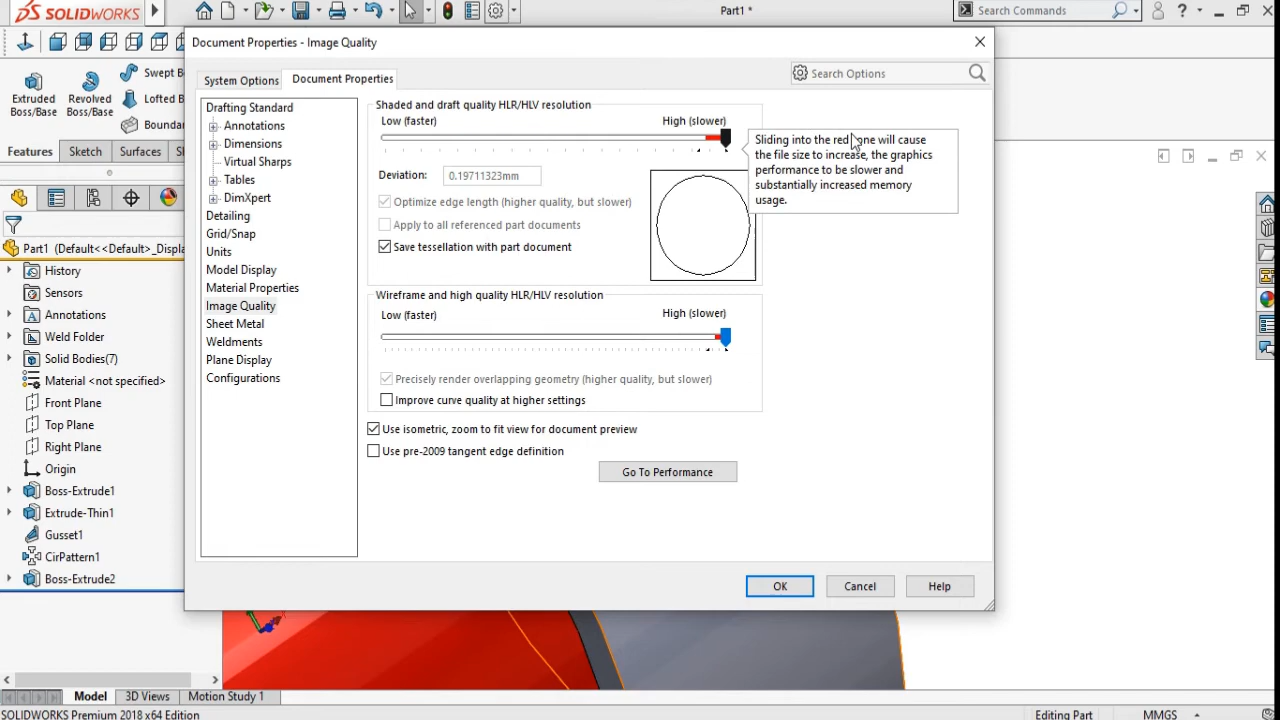 SOLIDWORKS
Part1 *
Search Commands
Document Properties - Image Quality
System Options
Document Properties
Search Options
Extruded Boss/Base
Revolved Boss/Base
Swept B
Lofted B
Bounda
Features
Sketch
Surfaces
Part1 (Default<<Default>_Displa
History
Sensors
Annotations
Weld Folder
Solid Bodies(7)
Material <not specified>
Front Plane
Top Plane
Right Plane
Origin
Boss-Extrude1
Extrude-Thin1
Gusset1
CirPattern1
Boss-Extrude2
Drafting Standard
Annotations
Dimensions
Virtual Sharps
Tables
DimXpert
Detailing
Grid/Snap
Units
Model Display
Material Properties
Image Quality
Sheet Metal
Weldments
Plane Display
Configurations
Shaded and draft quality HLR/HLV resolution
Low (faster)
High (slower)
Deviation:
0.19711323mm
Optimize edge length (higher quality, but slower)
Apply to all referenced part documents
Save tessellation with part document
Sliding into the red zone will cause
the file size to increase, the graphics
performance to be slower and
substantially increased memory
usage.
Wireframe and high quality HLR/HLV resolution
Low (faster)
High (slower)
Precisely render overlapping geometry (higher quality, but slower)
Improve curve quality at higher settings
Use isometric, zoom to fit view for document preview
Use pre-2009 tangent edge definition
Go To Performance
OK
Cancel
Help
Model
3D Views
Motion Study 1
SOLIDWORKS Premium 2018 x64 Edition
Editing Part
MMGS